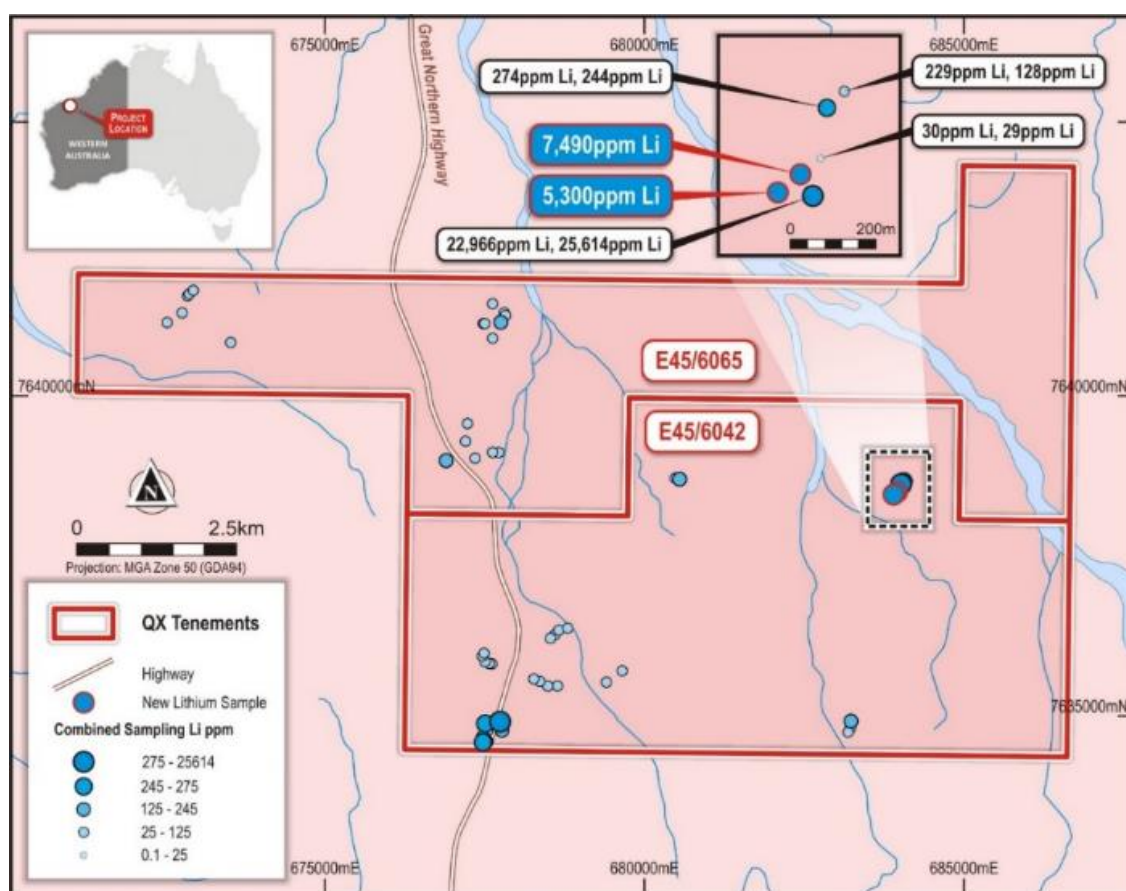 675000mE
680000mE
685000mE
Great Northern Highway
PROJECT
LOCATION
WESTERN
AUSTRALIA
274ppm Li, 244ppm Li
229ppm Li, 128ppm Li
7,490ppm Li
30ppm Li, 29ppm Li
5,300ppm Li
22,966ppm Li, 25,614ppm Li
0 200m
E45/6065
7640000mN
7640000mN
E45/6042
N
0 2.5km
Projection: MGA Zone 50 (GDA94)
QX Tenements
Highway
New Lithium Sample
Combined Sampling Li ppm
275 - 25614
245 - 275
125 - 245
25 - 125
0.1 - 25
7635000mN
675000mE
680000mE
685000mE